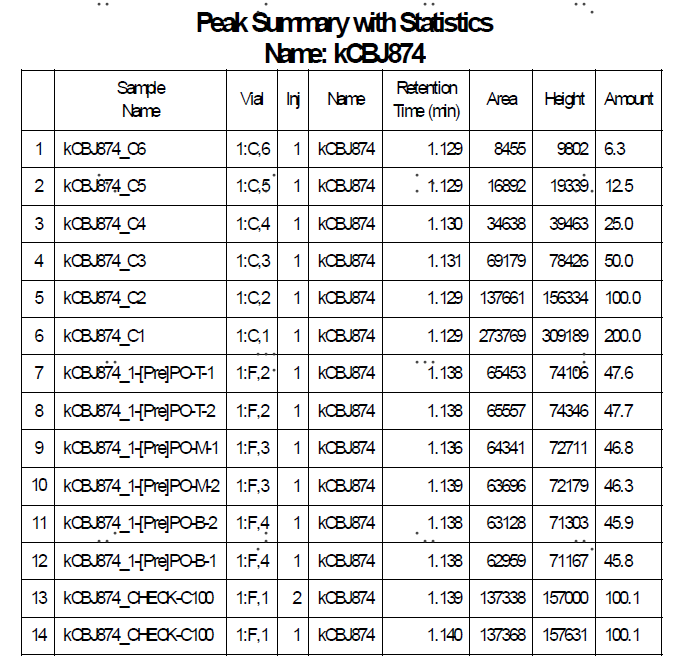 Peak Summary with Statistics
Name: kCBJ874
Sample Name Vial Inj Name Retention Time (min) Area Height Amount
1 kCBJ874_C6 1:C,6 1 kCBJ874 1.129 8455 9802 6.3
2 kCBJ874_C5 1:C,5 1 kCBJ874 1.129 16892 19339 12.5
3 kCBJ874_C4 1:C,4 1 kCBJ874 1.130 34638 39463 25.0
4 kCBJ874_C3 1:C,3 1 kCBJ874 1.131 69179 78426 50.0
5 kCBJ874_C2 1:C,2 1 kCBJ874 1.129 137661 156334 100.0
6 kCBJ874_C1 1:C,1 1 kCBJ874 1.129 273769 309189 200.0
7 kCBJ874_1-[Pre]PO-T-1 1:F,2 1 kCBJ874 1.138 65453 74106 47.6
8 kCBJ874_1-[Pre]PO-T-2 1:F,2 1 kCBJ874 1.138 65557 74346 47.7
9 kCBJ874_1-[Pre]PO-M-1 1:F,3 1 kCBJ874 1.136 64341 72711 46.8
10 kCBJ874_1-[Pre]PO-M-2 1:F,3 1 kCBJ874 1.139 63696 72179 46.3
11 kCBJ874_1-[Pre]PO-B-2 1:F,4 1 kCBJ874 1.138 63128 71303 45.9
12 kCBJ874_1-[Pre]PO-B-1 1:F,4 1 kCBJ874 1.138 62959 71167 45.8
13 kCBJ874_CHECK-C100 1:F,1 2 kCBJ874 1.139 137338 157000 100.1
14 kCBJ874_CHECK-C100 1:F,1 1 kCBJ874 1.140 137368 157631 100.1